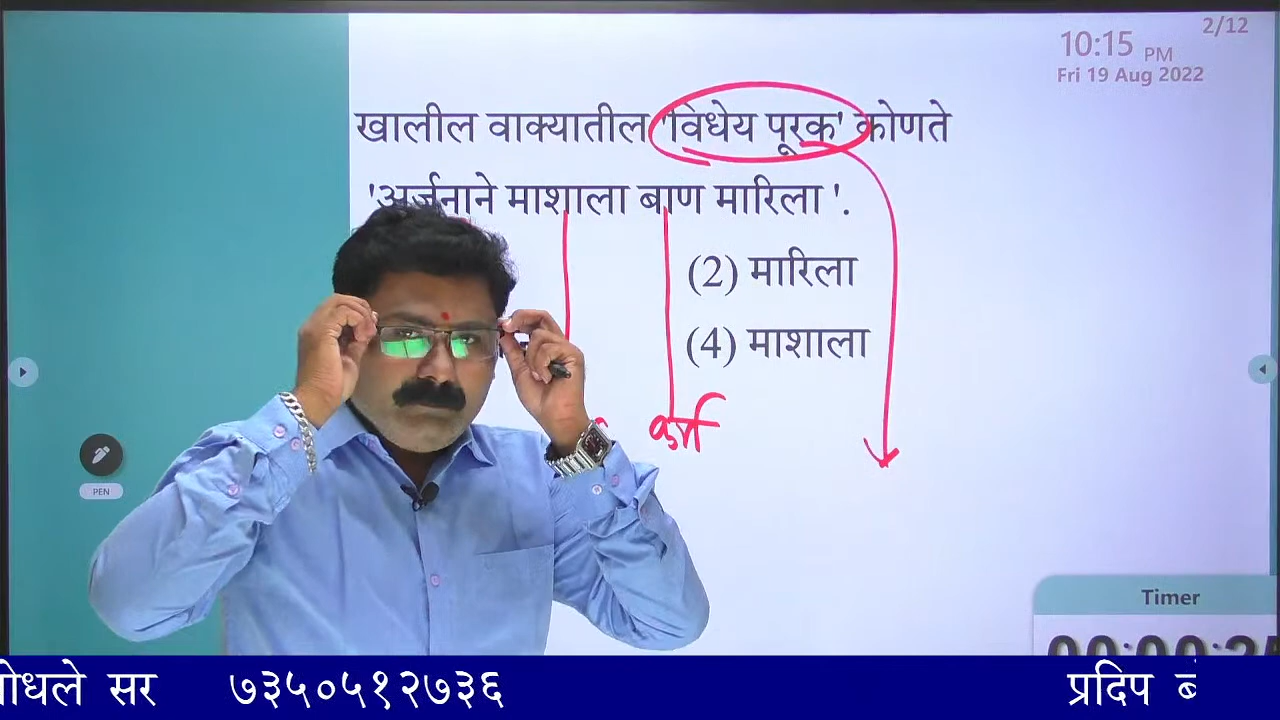 2/12
10:15 PM
Fri 19 Aug 2022
खालील वाक्यातील 'विधेय पूरक' कोणते
'अर्जुनाने माशाला बाण मारिला '.
(2) मारिला
(4) माशाला
कर्म
PEN
Timer
सर ७३५०५१२७३६
प्रदिप